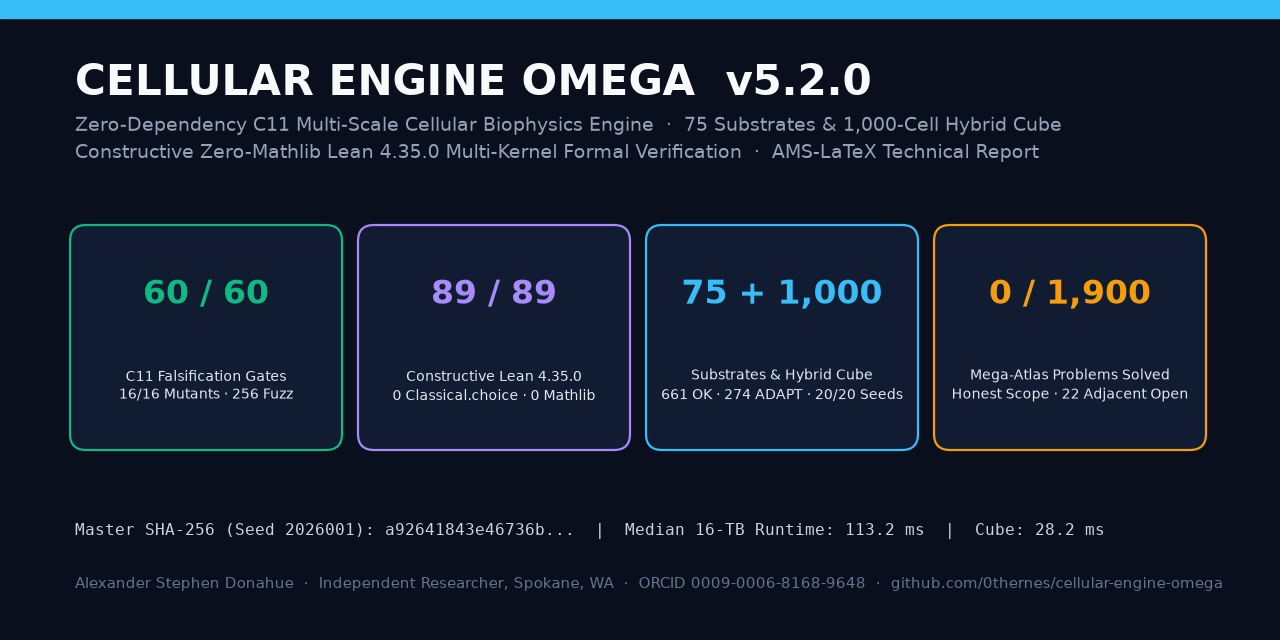 CELLULAR ENGINE OMEGA v5.2.0
Zero-Dependency C11 Multi-Scale Cellular Biophysics Engine · 75 Substrates & 1,000-Cell Hybrid Cube
Constructive Zero-Mathlib Lean 4.35.0 Multi-Kernel Formal Verification · AMS-LaTeX Technical Report
60 / 60
C11 Falsification Gates
16/16 Mutants · 256 Fuzz
89 / 89
Constructive Lean 4.35.0
0 Classical.choice · 0 Mathlib
75 + 1,000
Substrates & Hybrid Cube
661 OK · 274 ADAPT · 20/20 Seeds
0 / 1,900
Mega-Atlas Problems Solved
Honest Scope · 22 Adjacent Open
Master SHA-256 (Seed 2026001): a92641843e46736b... | Median 16-TB Runtime: 113.2 ms | Cube: 28.2 ms
Alexander Stephen Donahue · Independent Researcher, Spokane, WA · ORCID 0009-0006-8168-9648 · github.com/0thernes/cellular-engine-omega